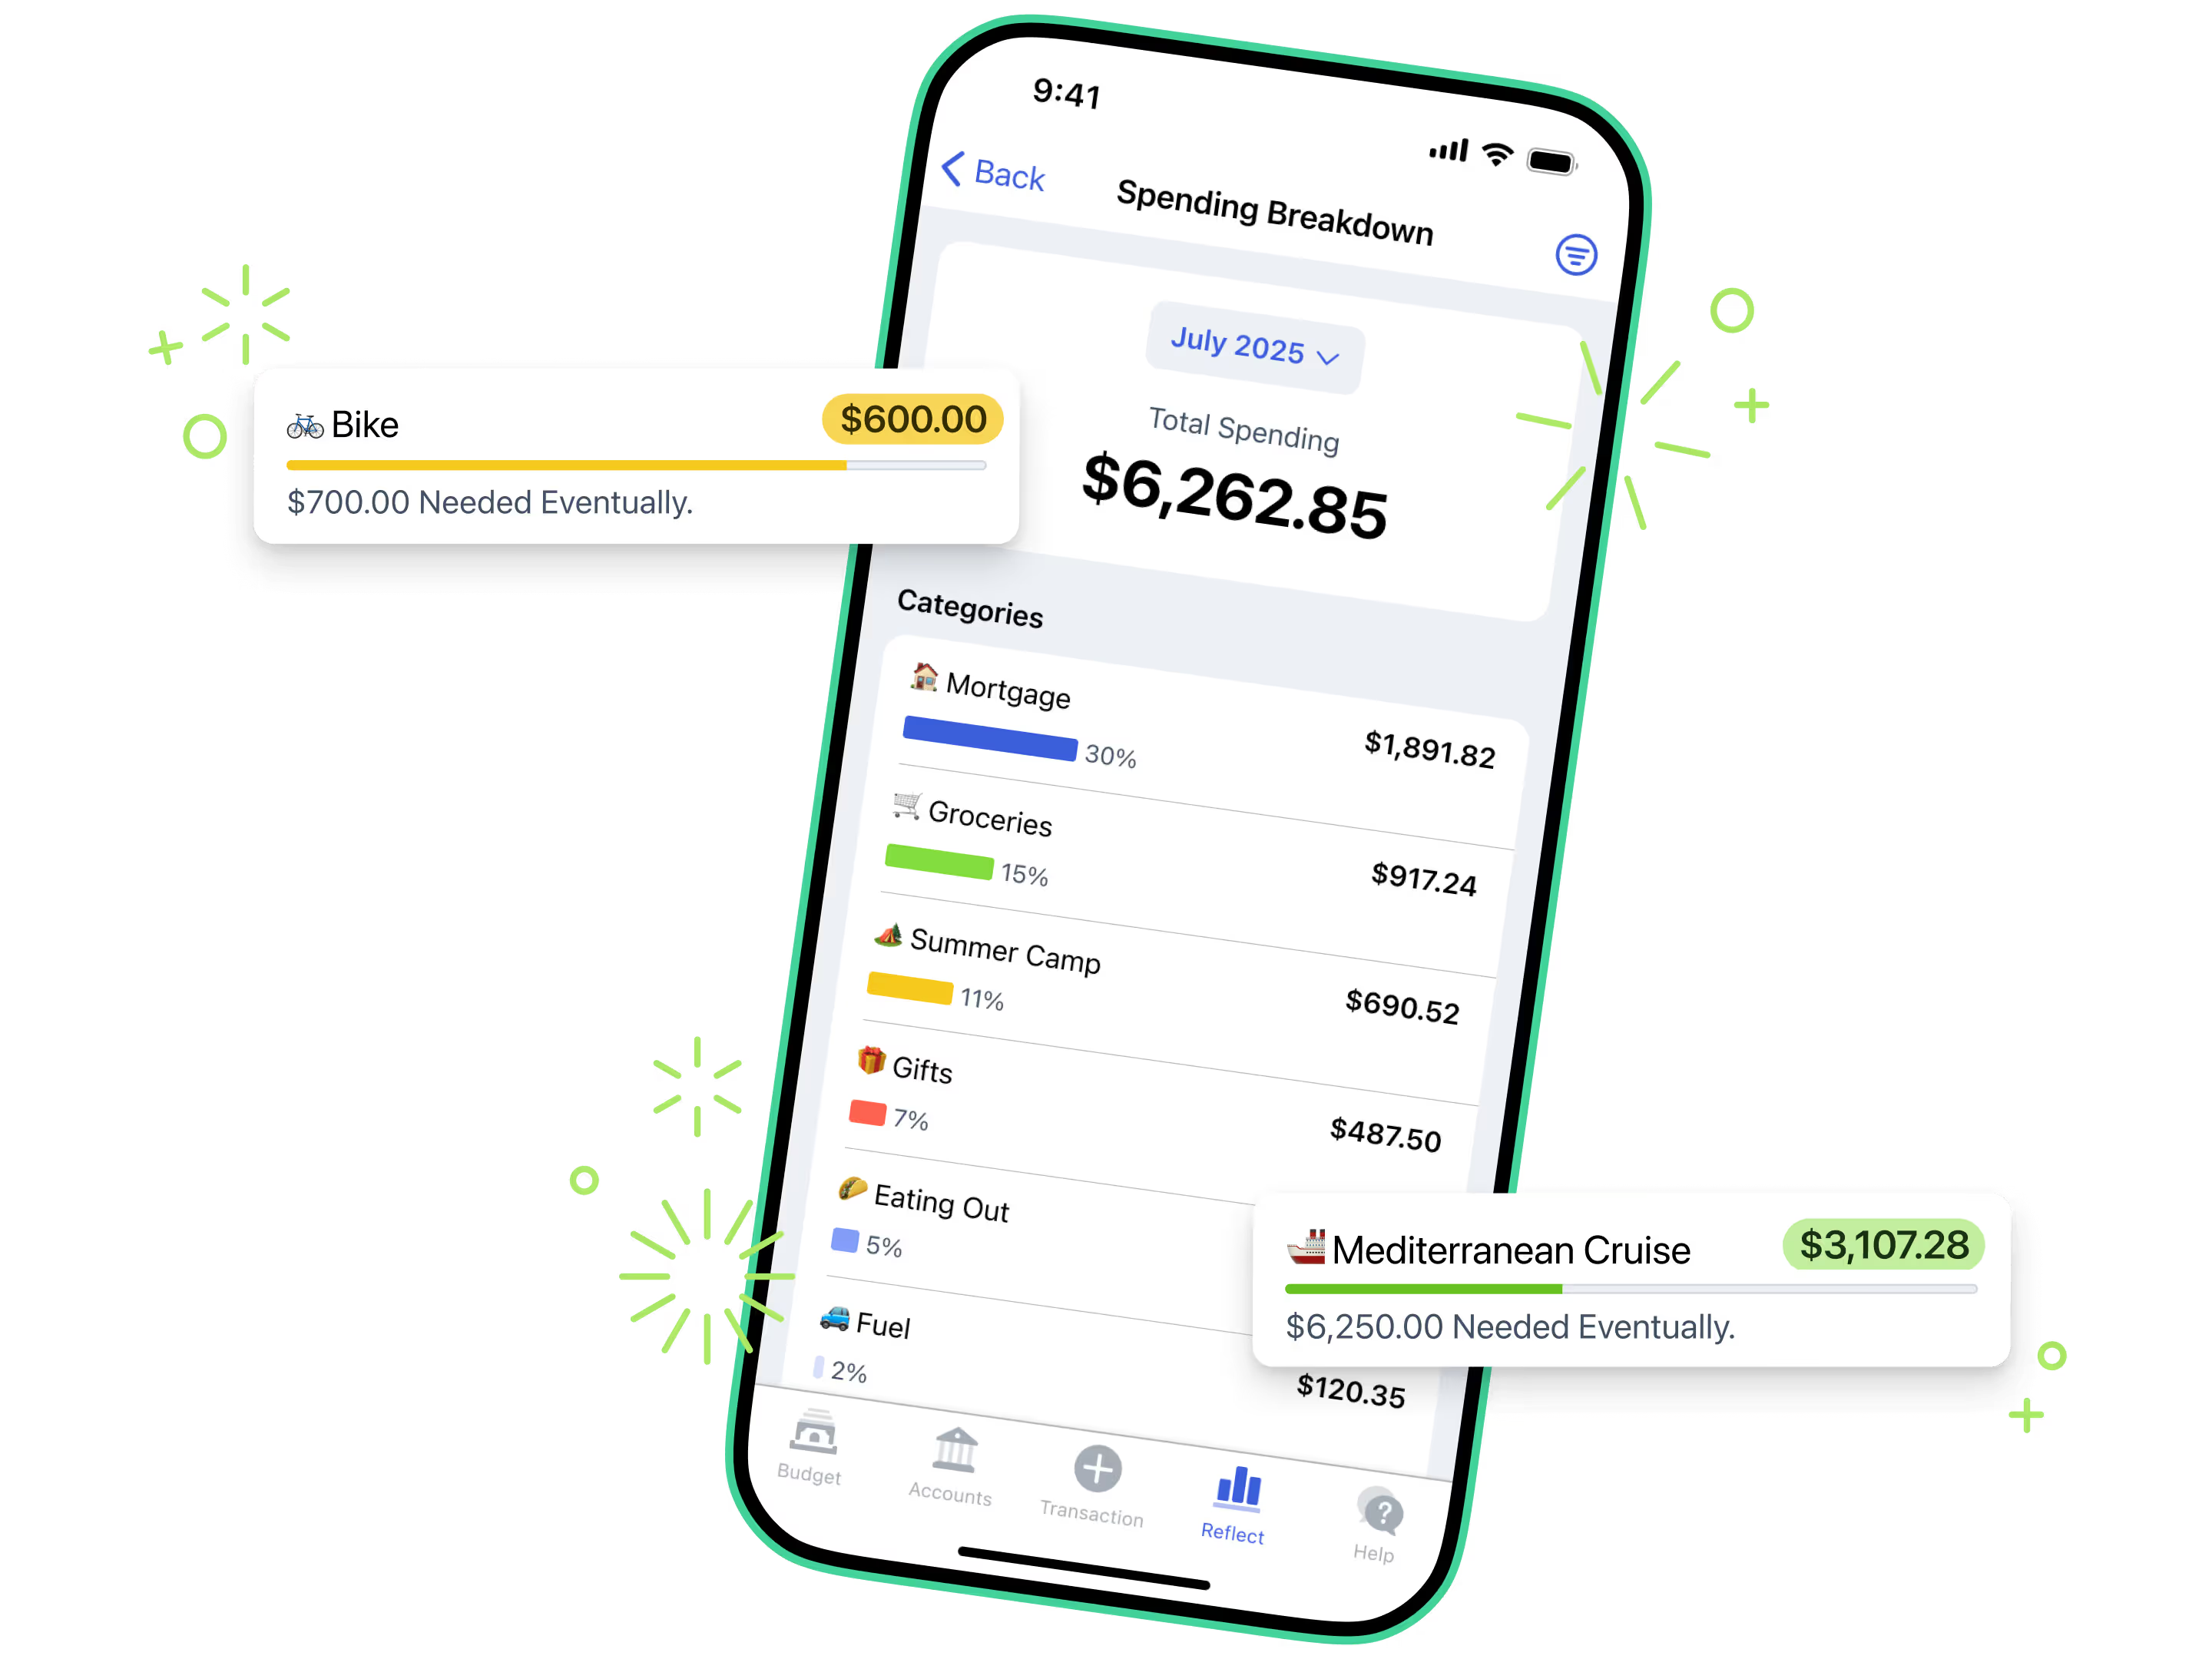 9:41
Back
Spending Breakdown
July 2025
Total Spending
$6,262.85
Bike
$600.00
$700.00 Needed Eventually.
Categories
Mortgage
30%
$1,891.82
Groceries
15%
$917.24
Summer Camp
11%
$690.52
Gifts
7%
$487.50
Eating Out
5%
Mediterranean Cruise
$3,107.28
$6,250.00 Needed Eventually.
Fuel
2%
$120.35
Budget
Accounts
Transaction
Reflect
Help